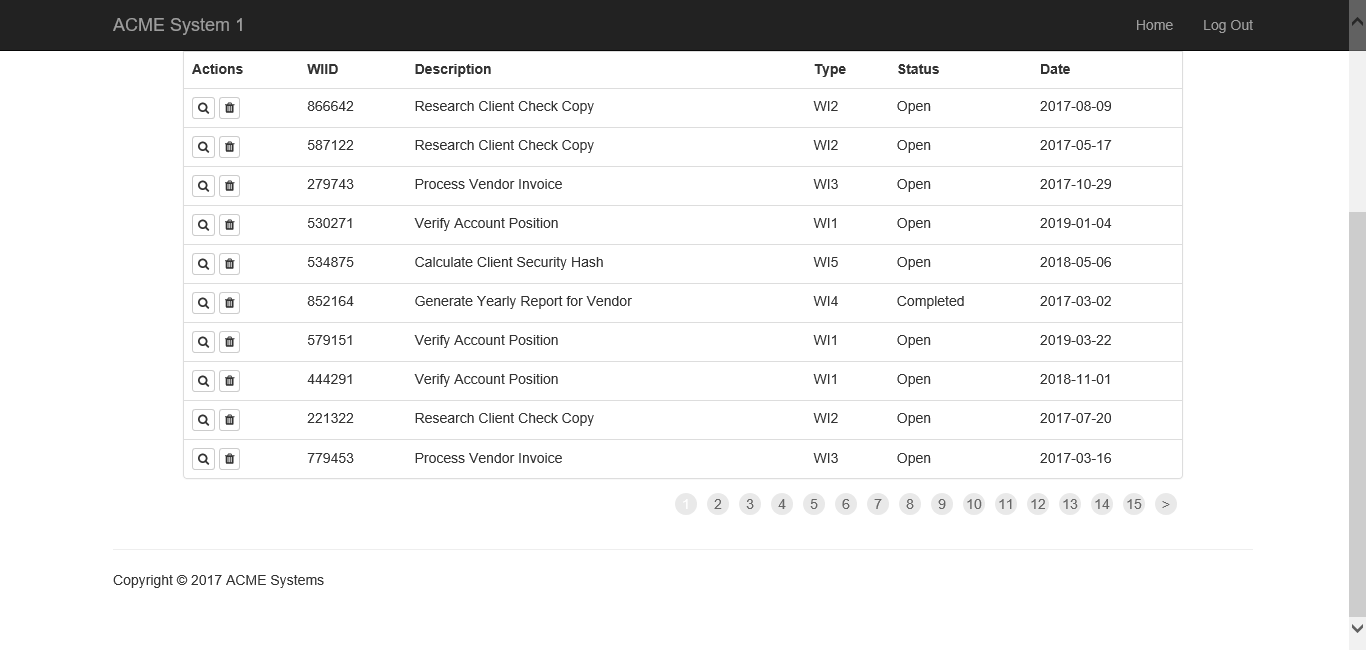 ACME System 1 Home Log Out
Actions WIID Description Type Status Date
866642 Research Client Check Copy WI2 Open 2017-08-09
587122 Research Client Check Copy WI2 Open 2017-05-17
279743 Process Vendor Invoice WI3 Open 2017-10-29
530271 Verify Account Position WI1 Open 2019-01-04
534875 Calculate Client Security Hash WI5 Open 2018-05-06
852164 Generate Yearly Report for Vendor WI4 Completed 2017-03-02
579151 Verify Account Position WI1 Open 2019-03-22
444291 Verify Account Position WI1 Open 2018-11-01
221322 Research Client Check Copy WI2 Open 2017-07-20
779453 Process Vendor Invoice WI3 Open 2017-03-16
1 2 3 4 5 6 7 8 9 10 11 12 13 14 15 >
Copyright © 2017 ACME Systems